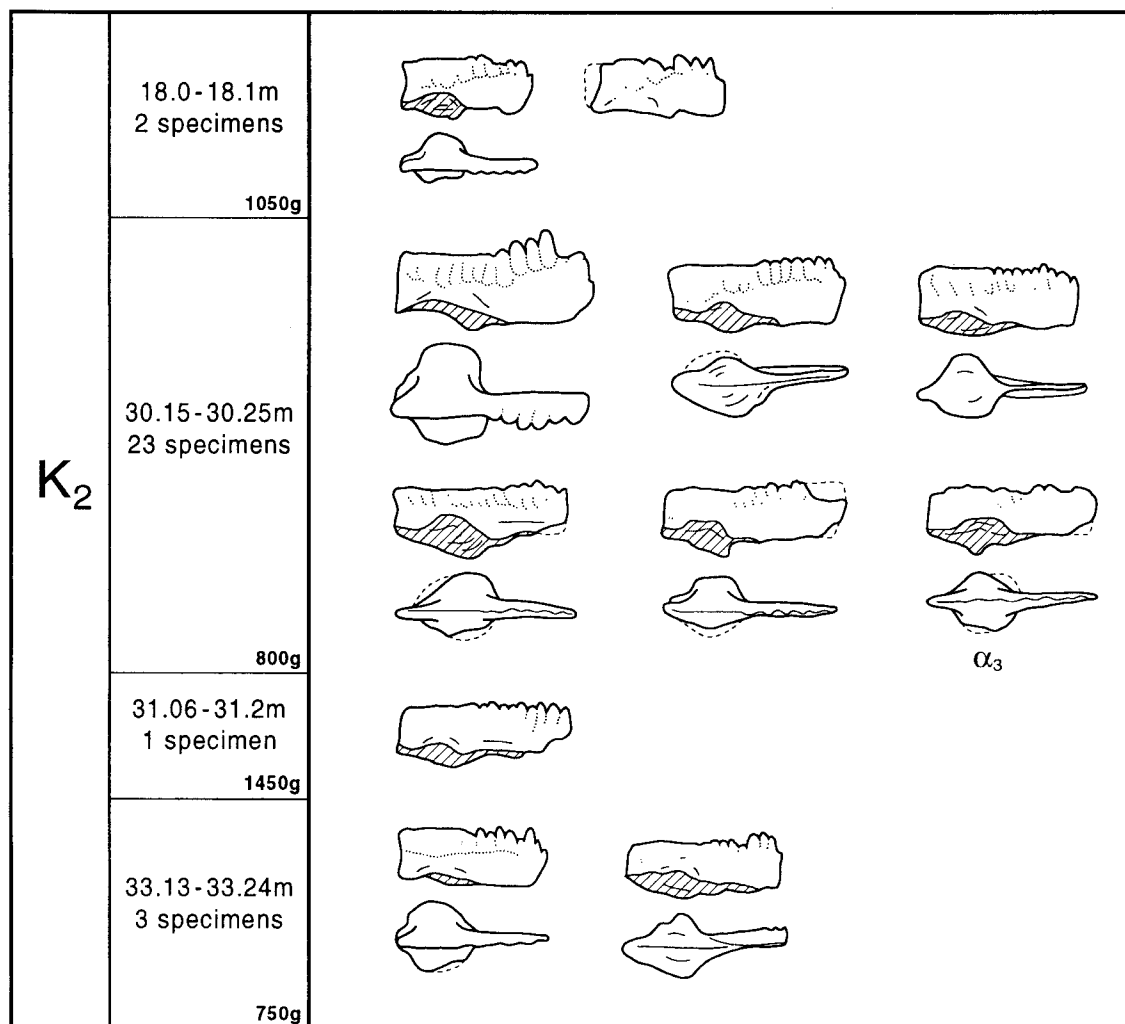 K₂
18.0-18.1m
2 specimens
1050g
30.15-30.25m
23 specimens
800g
α₃
31.06-31.2m
1 specimen
1450g
33.13-33.24m
3 specimens
750g